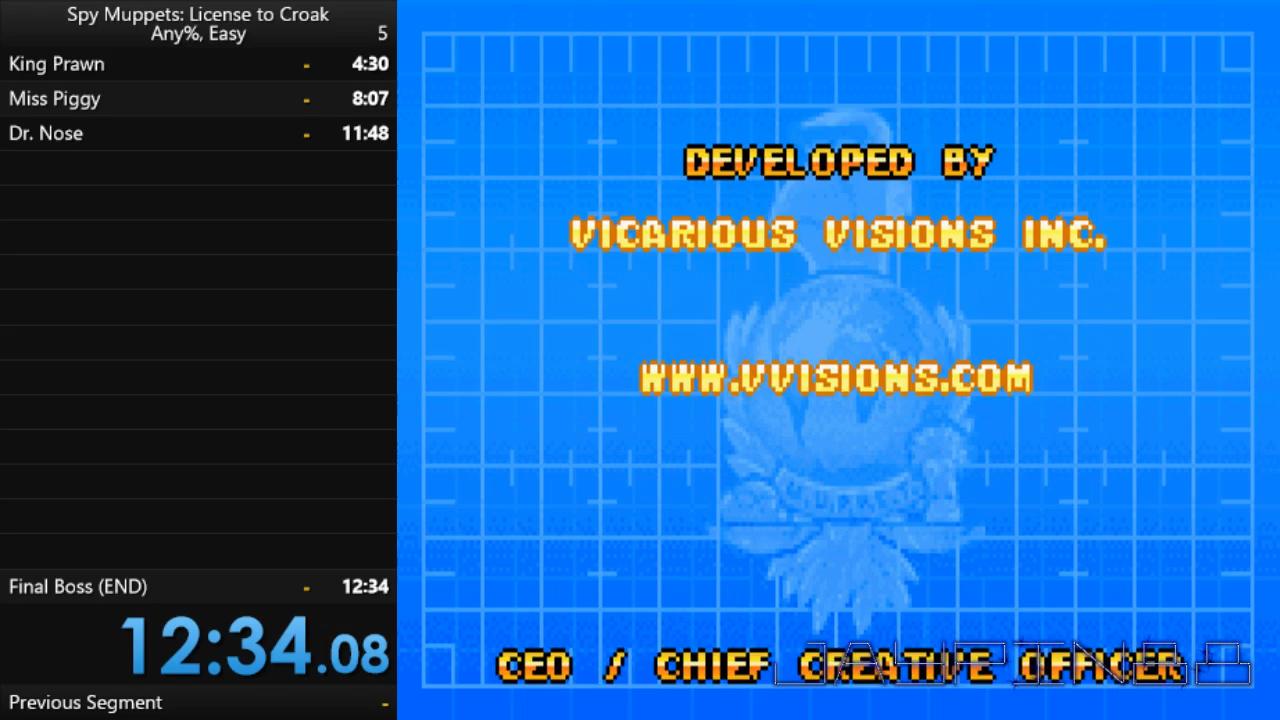 Spy Muppets: License to Croak
Any%, Easy 5
King Prawn - 4:30
Miss Piggy - 8:07
Dr. Nose - 11:48
Final Boss (END) - 12:34
12:34.08
Previous Segment -
DEVELOPED BY
VICARIOUS VISIONS INC.
WWW.VVISIONS.COM
CEO / CHIEF CREATIVE OFFICER